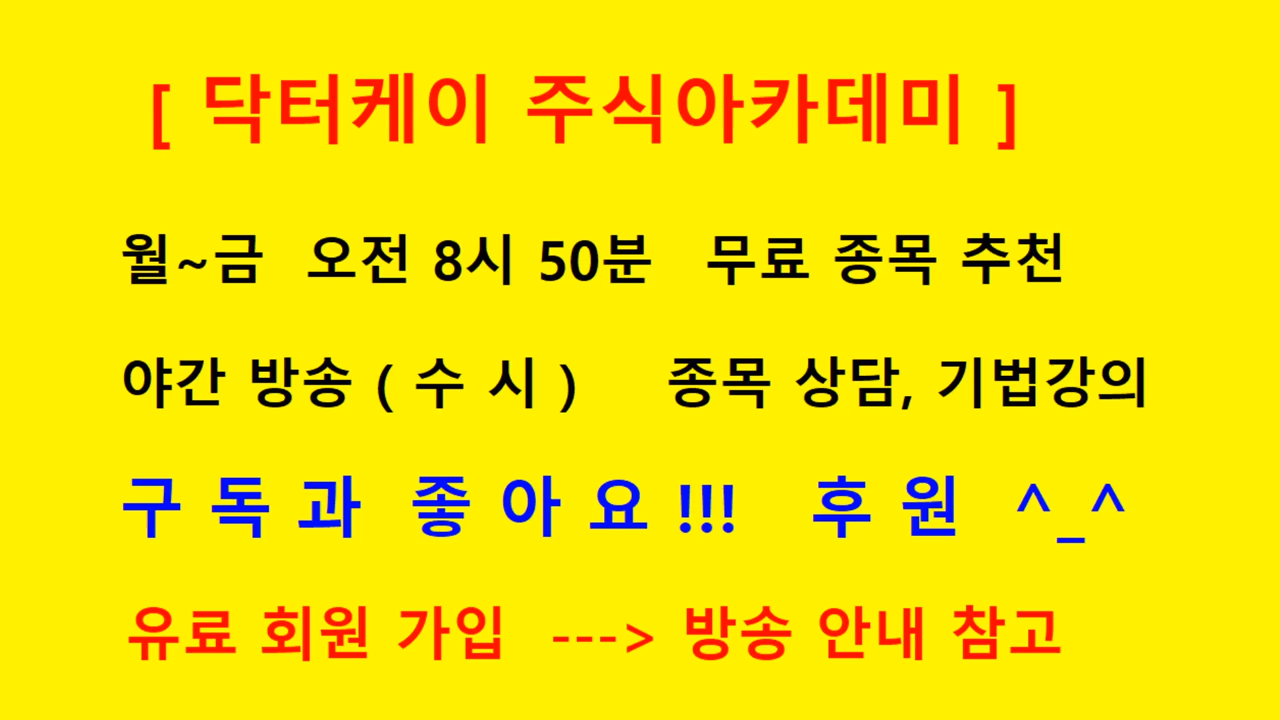 [ 닥터케이 주식아카데미 ]
월~금 오전 8시 50분 무료 종목 추천
야간 방송 ( 수 시 ) 종목 상담, 기법강의
구 독 과 좋 아 요 !!! 후 원 ^_^
유료 회원 가입 ---> 방송 안내 참고